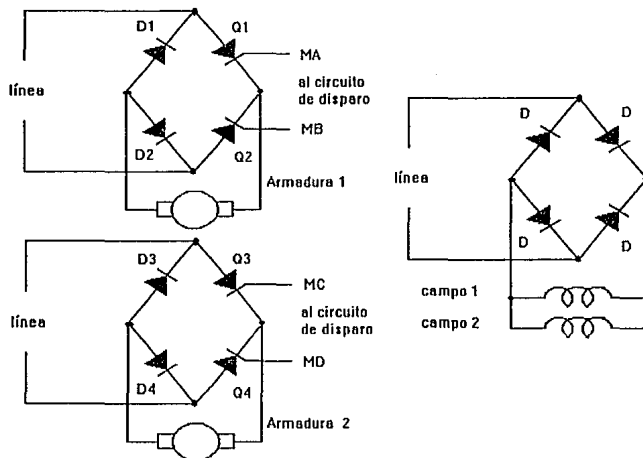 D1
Q1
MA
línea
al circuito
de disparo
MB
D2
Q2
Armadura 1
D3
Q3
MC
línea
al circuito
de disparo
MD
D4
Q4
Armadura 2
D
D
línea
D
D
campo 1
campo 2